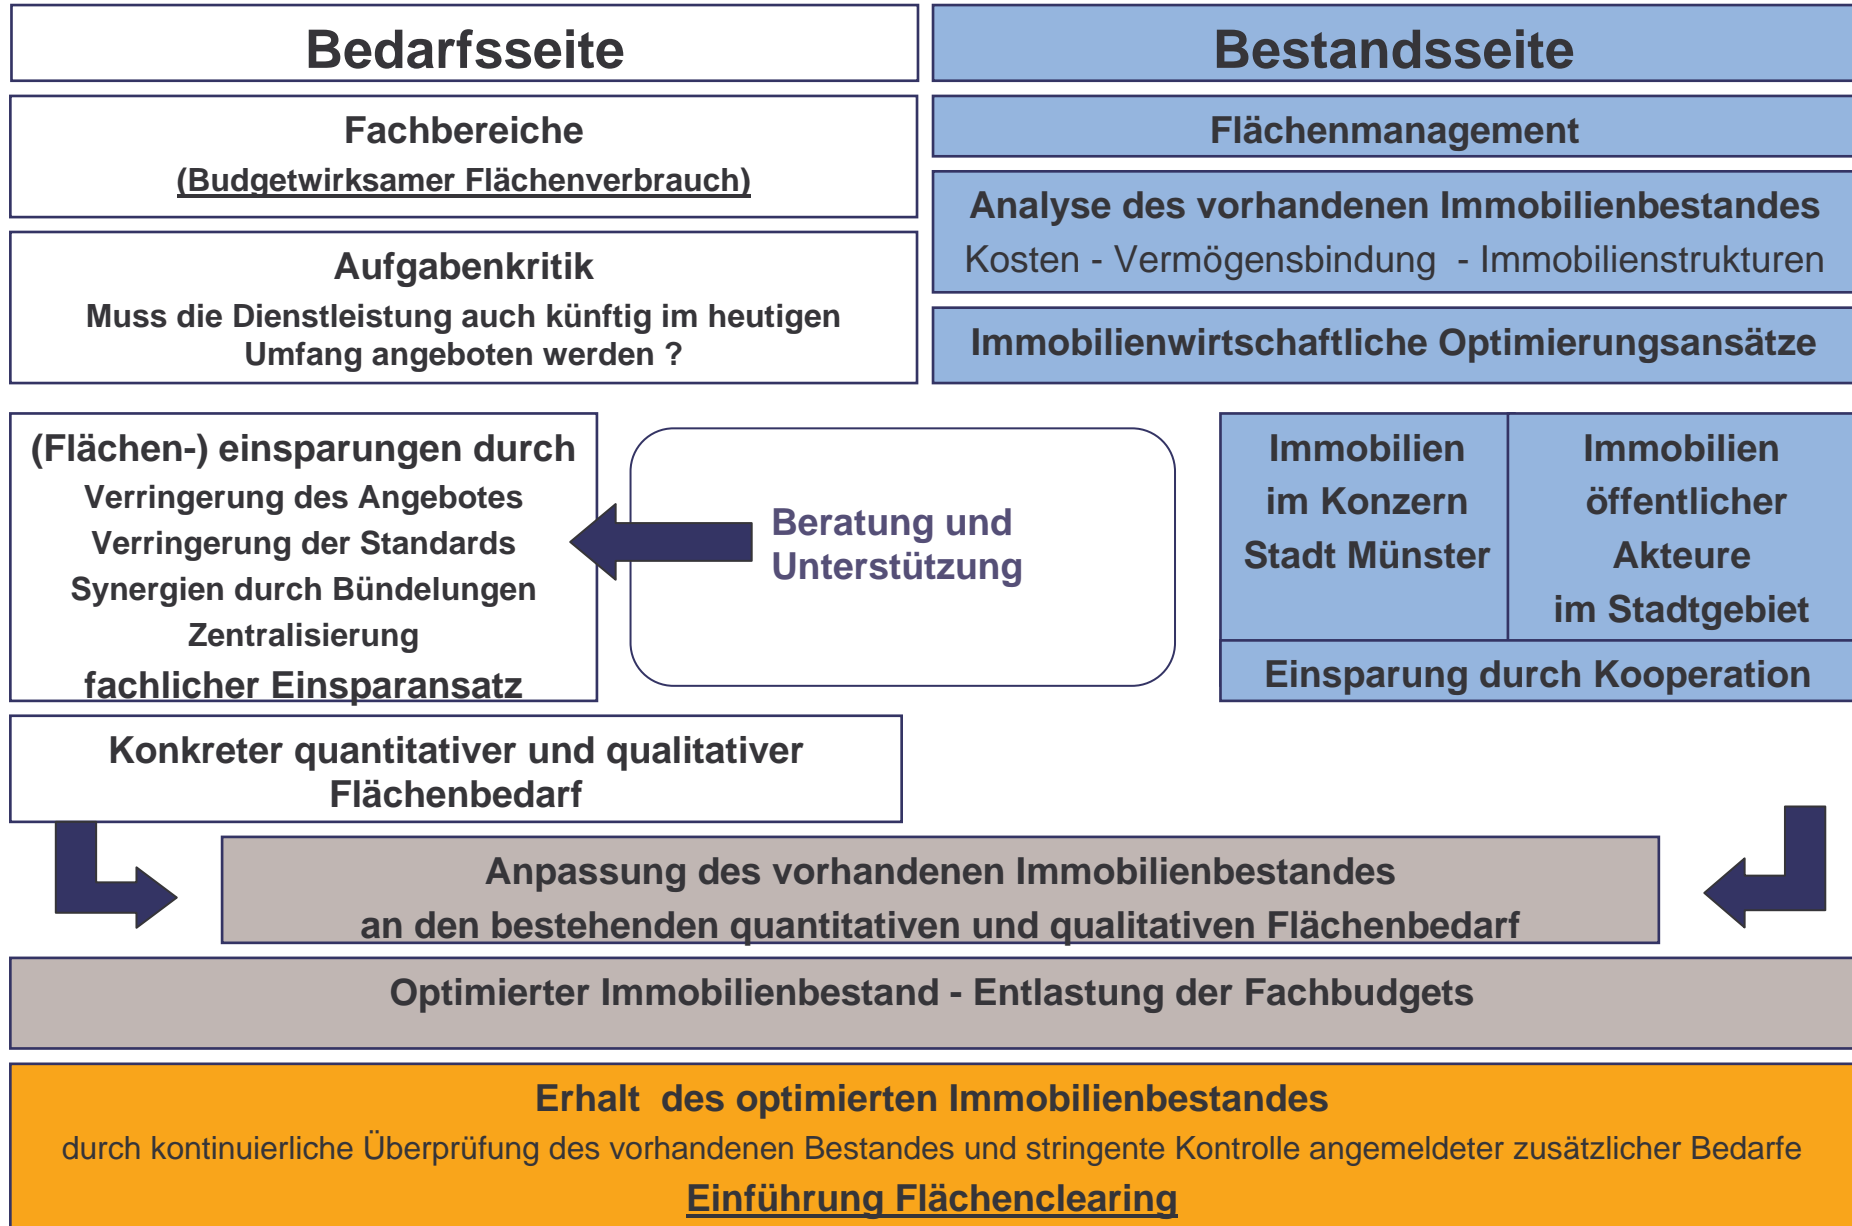 Bedarfsseite
Bestandsseite
Fachbereiche
(Budgetwirksamer Flächenverbrauch)
Flächenmanagement
Analyse des vorhandenen Immobilienbestandes
Kosten - Vermögensbindung  - Immobilienstrukturen
Aufgabenkritik
Muss die Dienstleistung auch künftig im heutigen
Umfang angeboten werden ?
Immobilienwirtschaftliche Optimierungsansätze
(Flächen-) einsparungen durch
Verringerung des Angebotes
Verringerung der Standards
Synergien durch Bündelungen
Zentralisierung
fachlicher Einsparansatz
Beratung und
Unterstützung
Immobilien
im Konzern
Stadt Münster
Immobilien
öffentlicher
Akteure
im Stadtgebiet
Einsparung durch Kooperation
Konkreter quantitativer und qualitativer
Flächenbedarf
Anpassung des vorhandenen Immobilienbestandes
an den bestehenden quantitativen und qualitativen Flächenbedarf
Optimierter Immobilienbestand - Entlastung der Fachbudgets
Erhalt  des optimierten Immobilienbestandes
durch kontinuierliche Überprüfung des vorhandenen Bestandes und stringente Kontrolle angemeldeter zusätzlicher Bedarfe
Einführung Flächenclearing